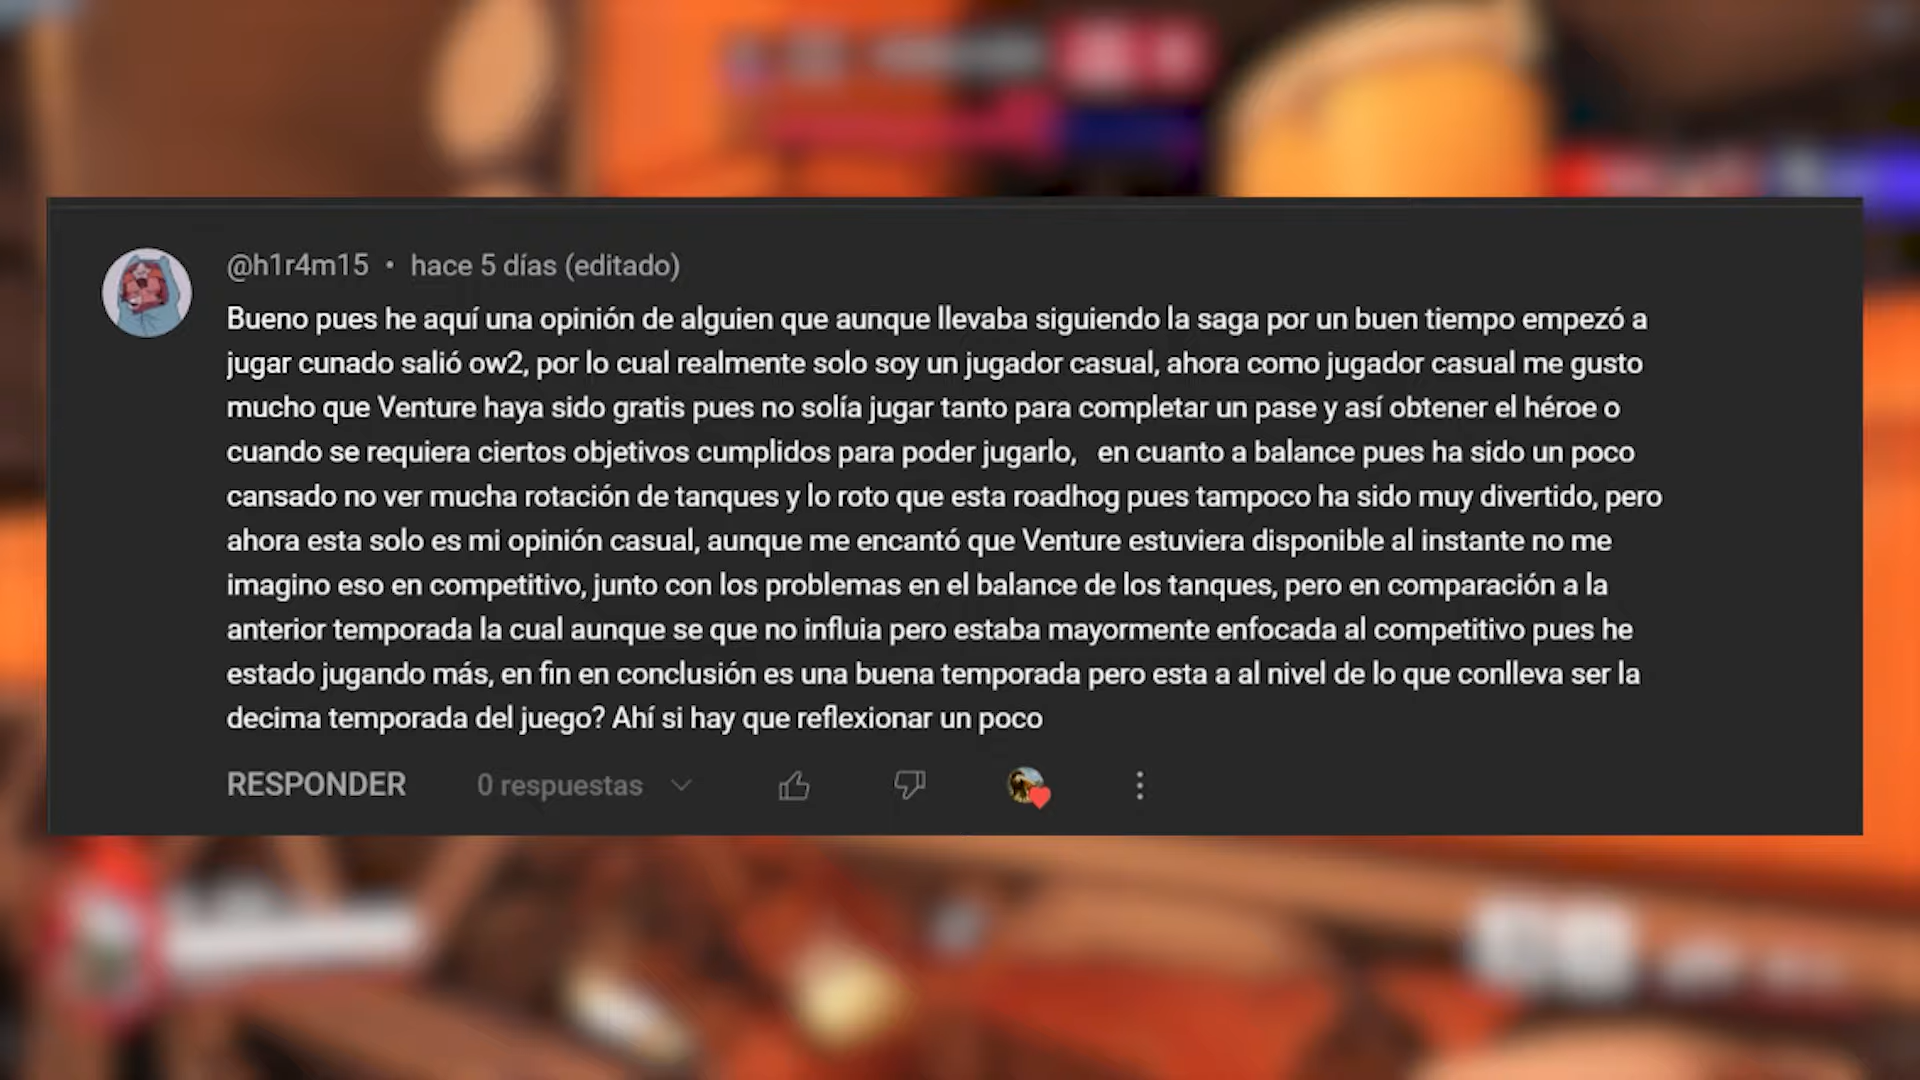 @h1r4m15 • hace 5 días (editado)
Bueno pues he aquí una opinión de alguien que aunque llevaba siguiendo la saga por un buen tiempo empezó a
jugar cunado salió ow2, por lo cual realmente solo soy un jugador casual, ahora como jugador casual me gusto
mucho que Venture haya sido gratis pues no solía jugar tanto para completar un pase y así obtener el héroe o
cuando se requiera ciertos objetivos cumplidos para poder jugarlo,   en cuanto a balance pues ha sido un poco
cansado no ver mucha rotación de tanques y lo roto que esta roadhog pues tampoco ha sido muy divertido, pero
ahora esta solo es mi opinión casual, aunque me encantó que Venture estuviera disponible al instante no me
imagino eso en competitivo, junto con los problemas en el balance de los tanques, pero en comparación a la
anterior temporada la cual aunque se que no influia pero estaba mayormente enfocada al competitivo pues he
estado jugando más, en fin en conclusión es una buena temporada pero esta a al nivel de lo que conlleva ser la
decima temporada del juego? Ahí si hay que reflexionar un poco
RESPONDER 0 respuestas